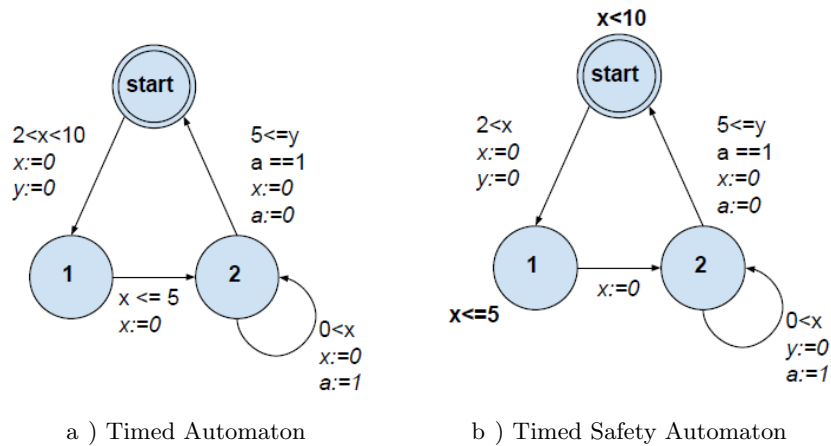 start
2<x<10
x:=0
y:=0
5<=y
a ==1
x:=0
a:=0
1
2
x <= 5
x:=0
0<x
x:=0
a:=1
a ) Timed Automaton
x<10
start
2<x
x:=0
y:=0
5<=y
a ==1
x:=0
a:=0
1
2
x:=0
x<=5
0<x
y:=0
a:=1
b ) Timed Safety Automaton